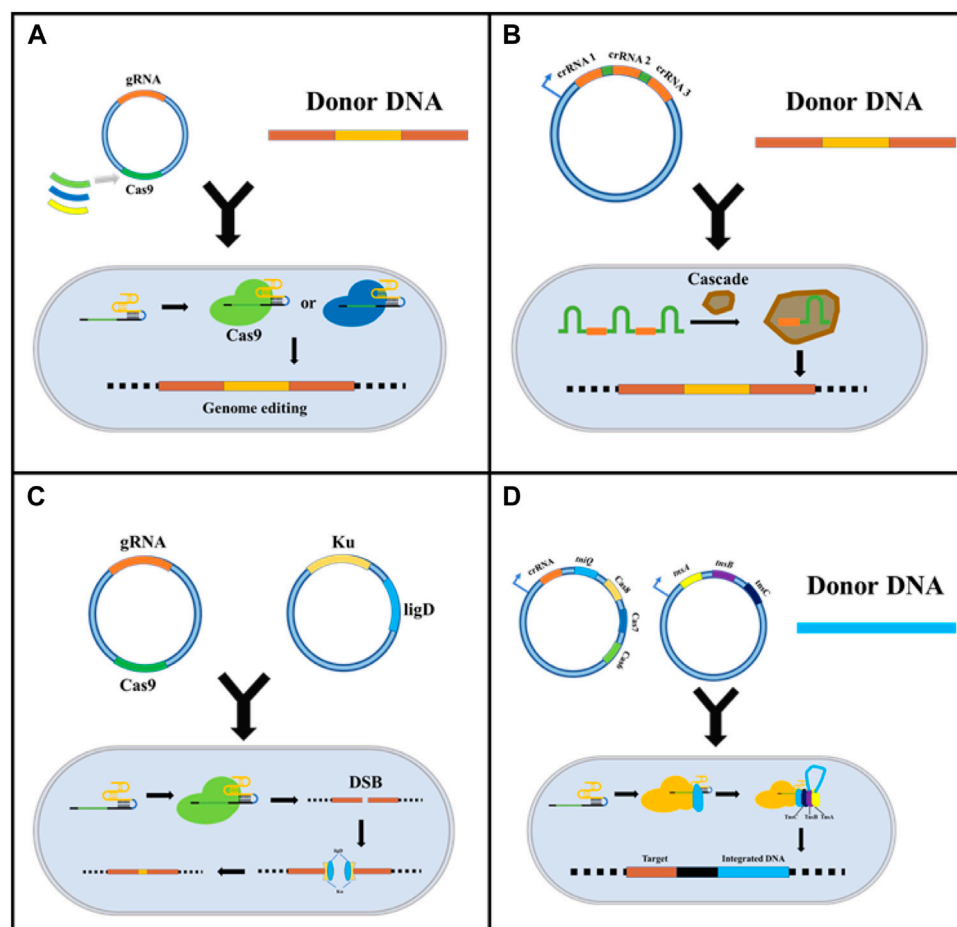 A
gRNA
Donor DNA
Cas9
or
Cas9
Genome editing
B
crRNA 1
crRNA 2
crRNA 3
Donor DNA
Cascade
C
gRNA
Ku
ligD
Cas9
DSB
ligD
Ku
D
crRNA
tniQ
Cas8
Cas7
Cas6
tnsA
tnsB
tnsC
Donor DNA
TnsC
TnsB
TnsA
Target
Integrated DNA